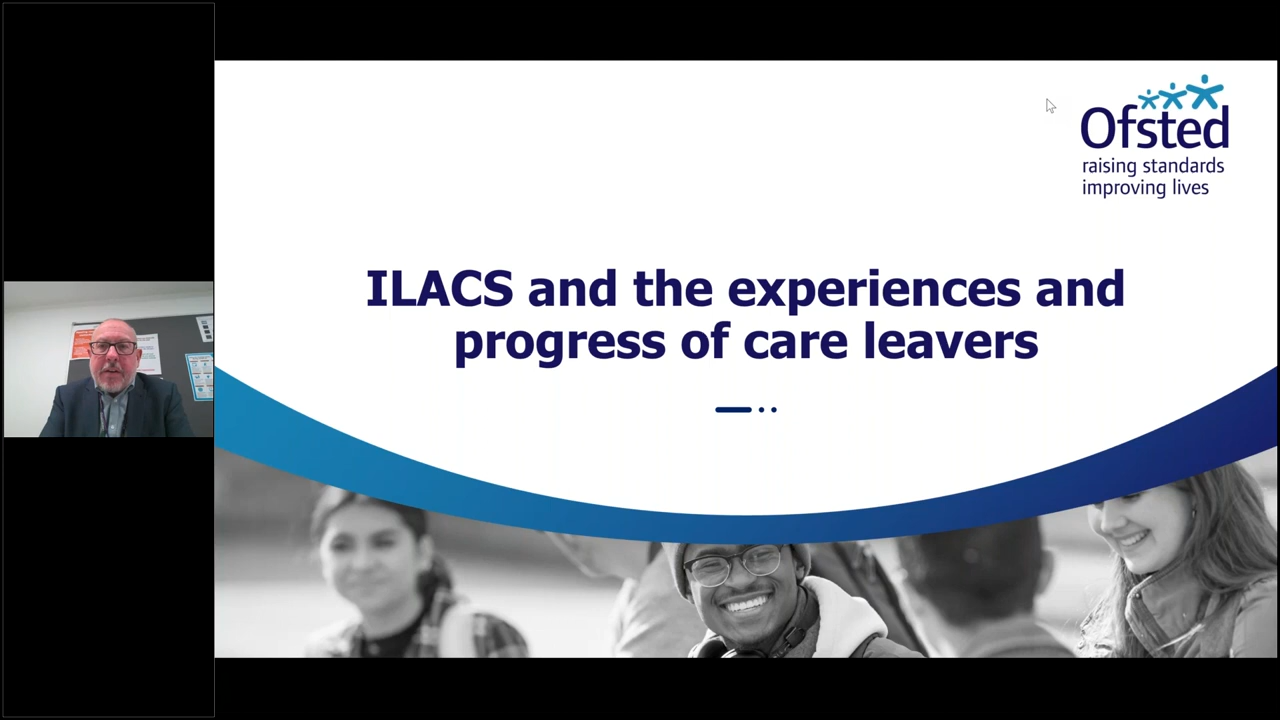 Ofsted
raising standards
improving lives
ILACS and the experiences and
progress of care leavers